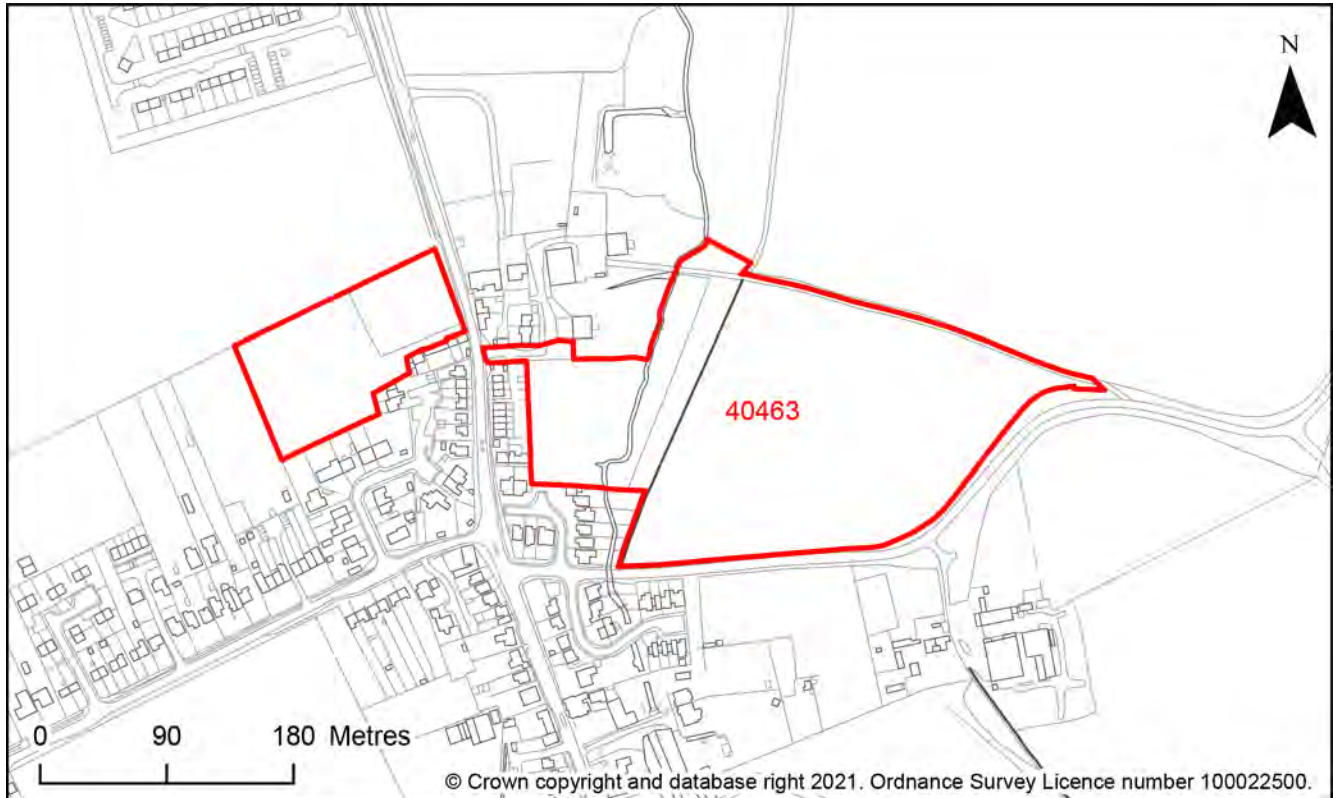 N
40463
0 90 180 Metres
© Crown copyright and database right 2021. Ordnance Survey Licence number 100022500.